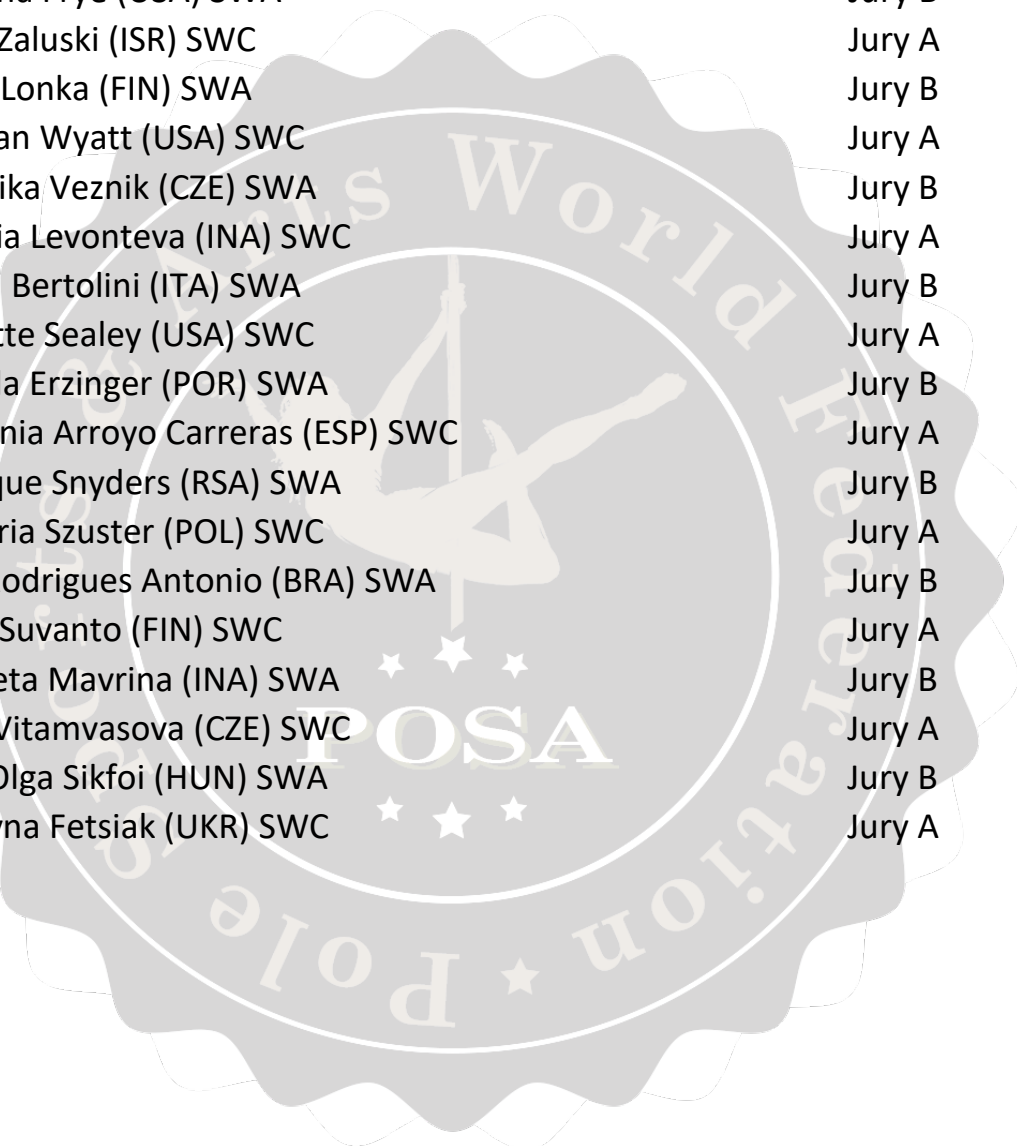 Zaluski (ISR) SWC Jury A
Lonka (FIN) SWA Jury B
an Wyatt (USA) SWC Jury A
ika Veznik (CZE) SWA Jury B
ia Levonteva (INA) SWC Jury A
Bertolini (ITA) SWA Jury B
tte Sealey (USA) SWC Jury A
la Erzinger (POR) SWA Jury B
nia Arroyo Carreras (ESP) SWC Jury A
que Snyders (RSA) SWA Jury B
ria Szuster (POL) SWC Jury A
Rodrigues Antonio (BRA) SWA Jury B
Suvanto (FIN) SWC Jury A
eta Mavrina (INA) SWA Jury B
Vitamvasova (CZE) SWC Jury A
Olga Sikfoi (HUN) SWA Jury B
yna Fetsiak (UKR) SWC Jury A
Pole Sports & Arts World Federation
POSA